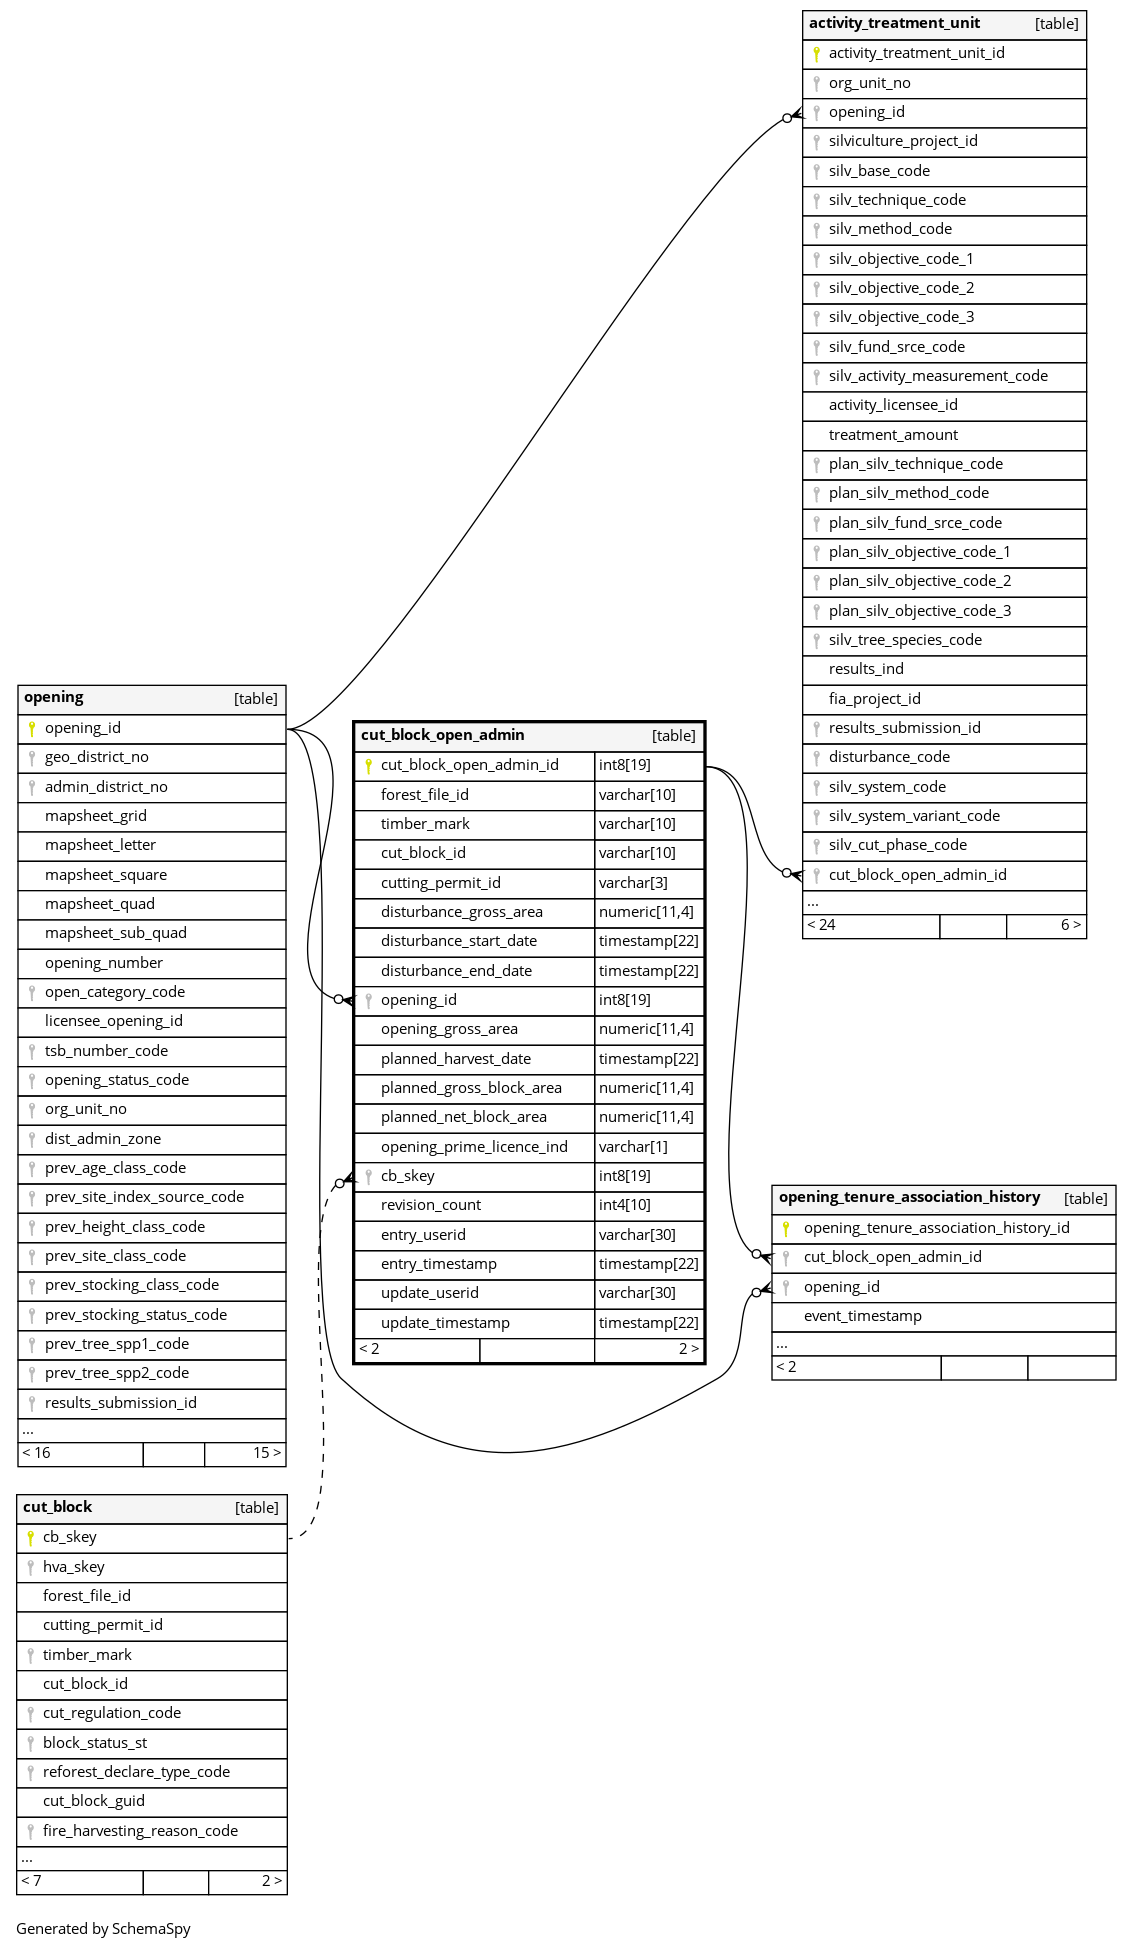 activity_treatment_unit [table]
activity_treatment_unit_id
org_unit_no
opening_id
silviculture_project_id
silv_base_code
silv_technique_code
silv_method_code
silv_objective_code_1
silv_objective_code_2
silv_objective_code_3
silv_fund_srce_code
silv_activity_measurement_code
activity_licensee_id
treatment_amount
plan_silv_technique_code
plan_silv_method_code
plan_silv_fund_srce_code
plan_silv_objective_code_1
plan_silv_objective_code_2
plan_silv_objective_code_3
silv_tree_species_code
results_ind
fia_project_id
results_submission_id
disturbance_code
silv_system_code
silv_system_variant_code
silv_cut_phase_code
cut_block_open_admin_id
...
< 24 6 >
opening [table]
opening_id
geo_district_no
admin_district_no
mapsheet_grid
mapsheet_letter
mapsheet_square
mapsheet_quad
mapsheet_sub_quad
opening_number
open_category_code
licensee_opening_id
tsb_number_code
opening_status_code
org_unit_no
dist_admin_zone
prev_age_class_code
prev_site_index_source_code
prev_height_class_code
prev_site_class_code
prev_stocking_class_code
prev_stocking_status_code
prev_tree_spp1_code
prev_tree_spp2_code
results_submission_id
...
< 16 15 >
cut_block_open_admin [table]
cut_block_open_admin_id int8[19]
forest_file_id varchar[10]
timber_mark varchar[10]
cut_block_id varchar[10]
cutting_permit_id varchar[3]
disturbance_gross_area numeric[11,4]
disturbance_start_date timestamp[22]
disturbance_end_date timestamp[22]
opening_id int8[19]
opening_gross_area numeric[11,4]
planned_harvest_date timestamp[22]
planned_gross_block_area numeric[11,4]
planned_net_block_area numeric[11,4]
opening_prime_licence_ind varchar[1]
cb_skey int8[19]
revision_count int4[10]
entry_userid varchar[30]
entry_timestamp timestamp[22]
update_userid varchar[30]
update_timestamp timestamp[22]
< 2 2 >
opening_tenure_association_history [table]
opening_tenure_association_history_id
cut_block_open_admin_id
opening_id
event_timestamp
...
< 2
cut_block [table]
cb_skey
hva_skey
forest_file_id
cutting_permit_id
timber_mark
cut_block_id
cut_regulation_code
block_status_st
reforest_declare_type_code
cut_block_guid
fire_harvesting_reason_code
...
< 7 2 >
Generated by SchemaSpy